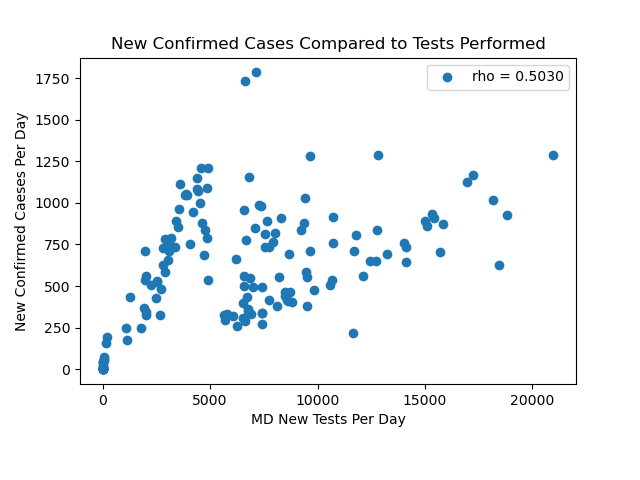 New Confirmed Cases Compared to Tests Performed
rho = 0.5030
1750
1500
1250
1000
750
500
250
0
New Confirmed Caeses Per Day
0 5000 10000 15000 20000
MD New Tests Per Day